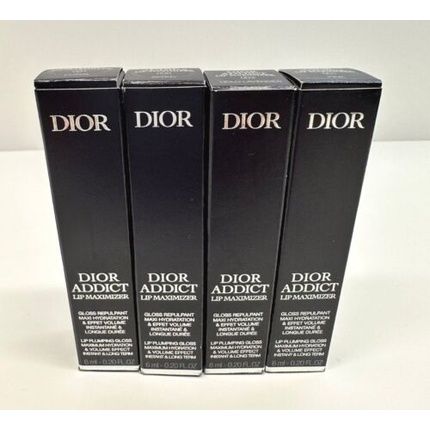 DIOR
DIOR
ADDICT
LIP MAXIMIZER
GLOSS REPULPANT
MAXI HYDRATATION
& EFFET VOLUME
INSTANTANÉ &
LONGUE DURÉE
LIP PLUMPING GLOSS
MAXIMUM HYDRATION
& VOLUME EFFECT
INSTANT & LONG TERM
6 ml - 0.20 FL. OZ
DIOR
DIOR
ADDICT
LIP MAXIMIZER
GLOSS REPULPANT
MAXI HYDRATATION
& EFFET VOLUME
INSTANTANÉ &
LONGUE DURÉE
LIP PLUMPING GLOSS
MAXIMUM HYDRATION
& VOLUME EFFECT
INSTANT & LONG TERM
6 ml - 0.20 FL. OZ
DIOR
DIOR
ADDICT
LIP MAXIMIZER
GLOSS REPULPANT
MAXI HYDRATATION
& EFFET VOLUME
INSTANTANÉ &
LONGUE DURÉE
LIP PLUMPING GLOSS
MAXIMUM HYDRATION
& VOLUME EFFECT
INSTANT & LONG TERM
6 ml - 0.20 FL. OZ
DIOR
DIOR
ADDICT
LIP MAXIMIZER
GLOSS REPULPANT
MAXI HYDRATATION
& EFFET VOLUME
INSTANTANÉ &
LONGUE DURÉE
LIP PLUMPING GLOSS
MAXIMUM HYDRATION
& VOLUME EFFECT
INSTANT & LONG TERM
6 ml - 0.20 FL. OZ